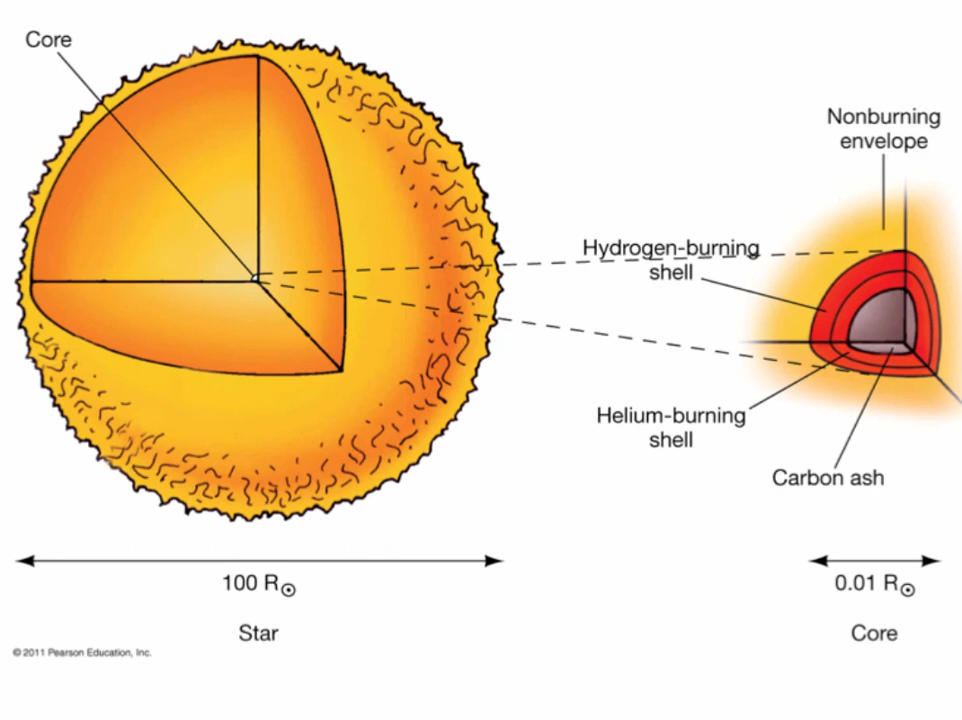 Core
Nonburning
envelope
Hydrogen-burning
shell
Helium-burning
shell
Carbon ash
100 R☉
0.01 R☉
Star
Core
© 2011 Pearson Education, Inc.